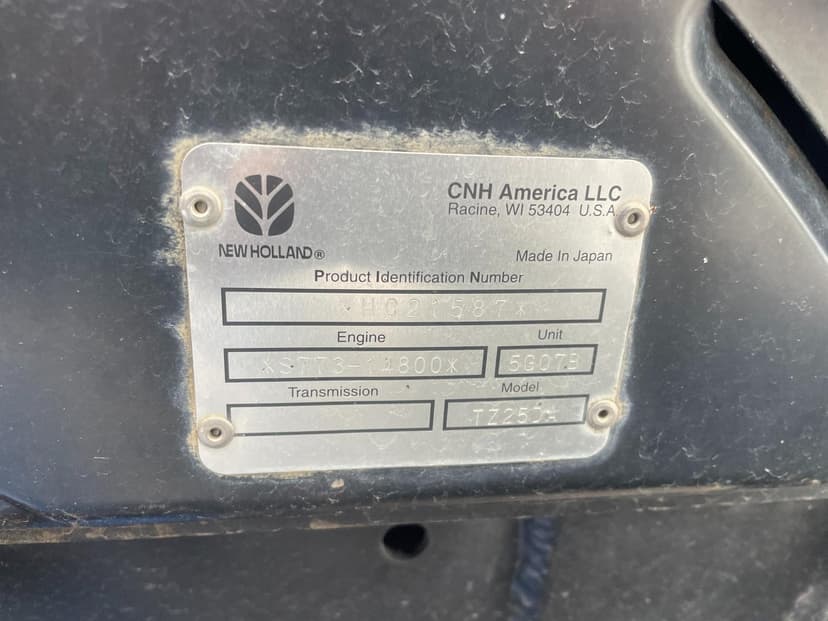 NEW HOLLAND®
CNH America LLC
Racine, WI 53404 U.S.A.
Made In Japan
Product Identification Number
Engine
Unit
5G07B
Transmission
Model
TZ25DA